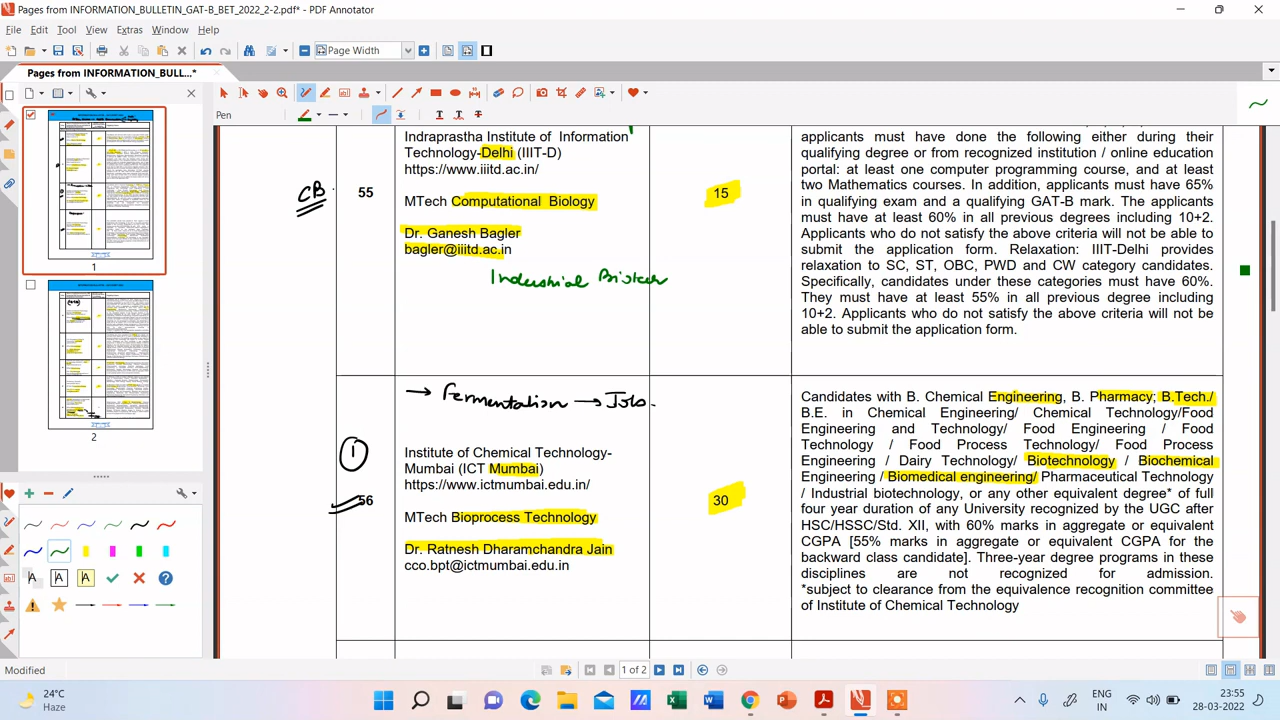 Pages from INFORMATION_BULLETIN_GAT-B_BET_2022_2-2.pdf* - PDF Annotator
File Edit Tool View Extras Window Help
Page Width
Pages from INFORMATION_BULL...*
Pen
1
2
Indraprastha Institute of Information
Technology-Delhi (IIIT-D)
https://www.iiitd.ac.in/
CB
55
MTech Computational Biology
Dr. Ganesh Bagler
bagler@iiitd.ac.in
Industrial Biotech
15
applicants must have done the following either during their
qualifying degree or from recognized institution / online education
portal: at least one computer programming course, and at least
two Mathematics courses. In addition, applicants must have 65%
in qualifying exam and a qualifying GAT-B mark. The applicants
must have at least 60% in all previous degrees including 10+2.
Applicants who do not satisfy the above criteria will not be able to
submit the application form. Relaxation: IIIT-Delhi provides
relaxation to SC, ST, OBC, PWD and CW category candidates.
Specifically, candidates under these categories must have 60%.
They must have at least 55% in all previous degree including
10+2. Applicants who do not satisfy the above criteria will not be
able to submit the application form.
→ Fermentation → Jobs.
1
56
Institute of Chemical Technology-
Mumbai (ICT Mumbai)
https://www.ictmumbai.edu.in/
MTech Bioprocess Technology
Dr. Ratnesh Dharamchandra Jain
cco.bpt@ictmumbai.edu.in
30
Candidates with B. Chemical Engineering, B. Pharmacy; B.Tech./
B.E. in Chemical Engineering/ Chemical Technology/Food
Engineering and Technology/ Food Engineering / Food
Technology / Food Process Technology/ Food Process
Engineering / Dairy Technology/ Biotechnology / Biochemical
Engineering / Biomedical engineering/ Pharmaceutical Technology
/ Industrial biotechnology, or any other equivalent degree* of full
four year duration of any University recognized by the UGC after
HSC/HSSC/Std. XII, with 60% marks in aggregate or equivalent
CGPA [55% marks in aggregate or equivalent CGPA for the
backward class candidate]. Three-year degree programs in these
disciplines are not recognized for admission.
*subject to clearance from the equivalence recognition committee
of Institute of Chemical Technology
Modified
1 of 2
24°C
Haze
ENG
IN
23:55
28-03-2022